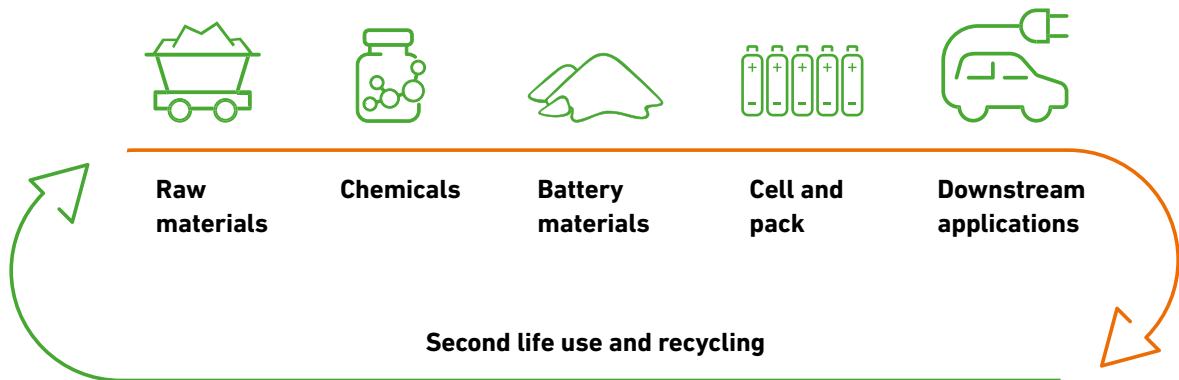 Raw
materials
Chemicals
Battery
materials
Cell and
pack
Downstream
applications
Second life use and recycling